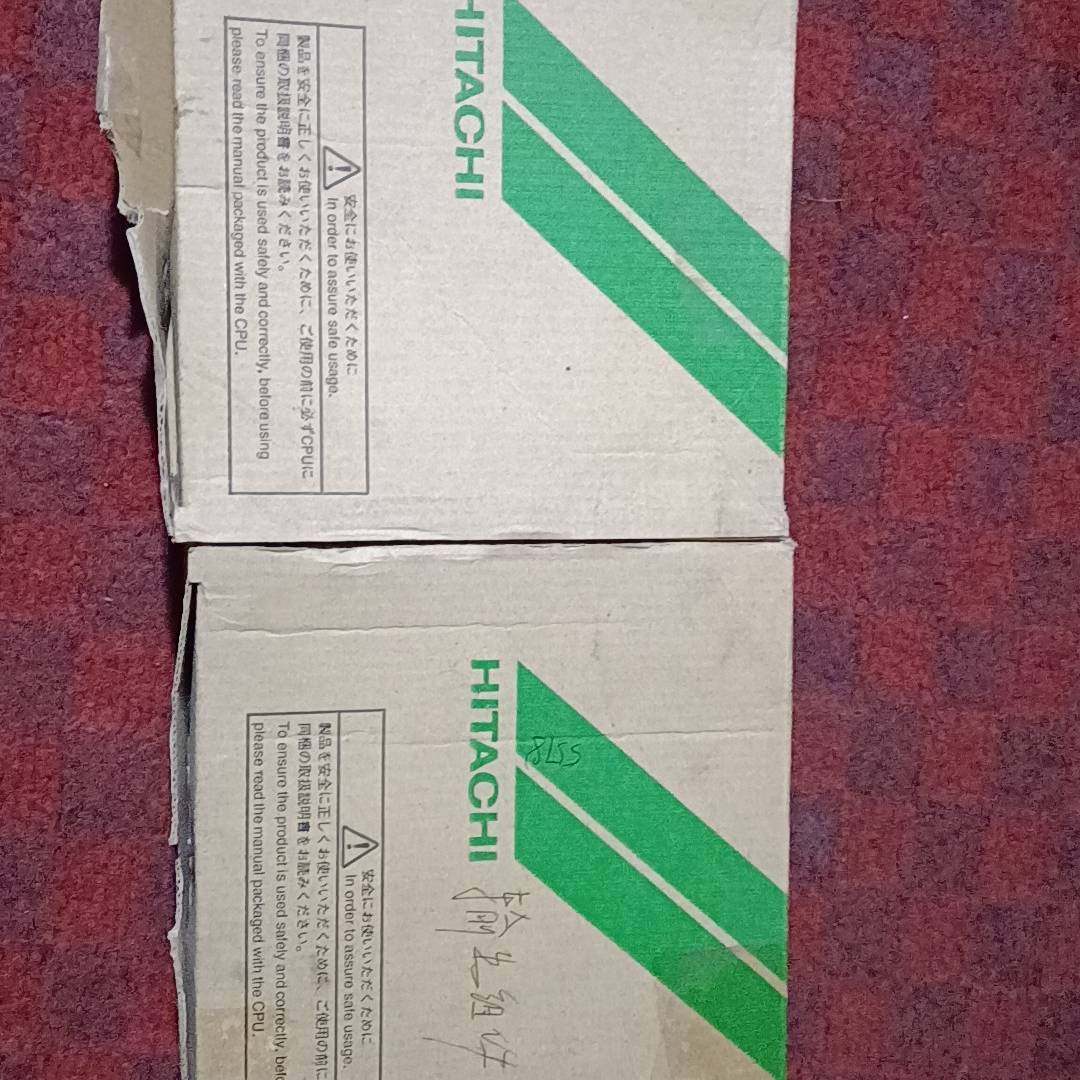 HITACHI
安全にお使いいただくために
In order to assure safe usage.
製品を安全に正しくお使いいただくために、ご使用の前に必ずCPUに
同梱の取扱説明書をお読みください。
To ensure the product is used safely and correctly, before using
please read the manual packaged with the CPU.
HITACHI
安全にお使いいただくために
In order to assure safe usage.
製品を安全に正しくお使いいただくために、ご使用の前に
同梱の取扱説明書をお読みください。
To ensure the product is used safely and correctly, befo
please read the manual packaged with the CPU.